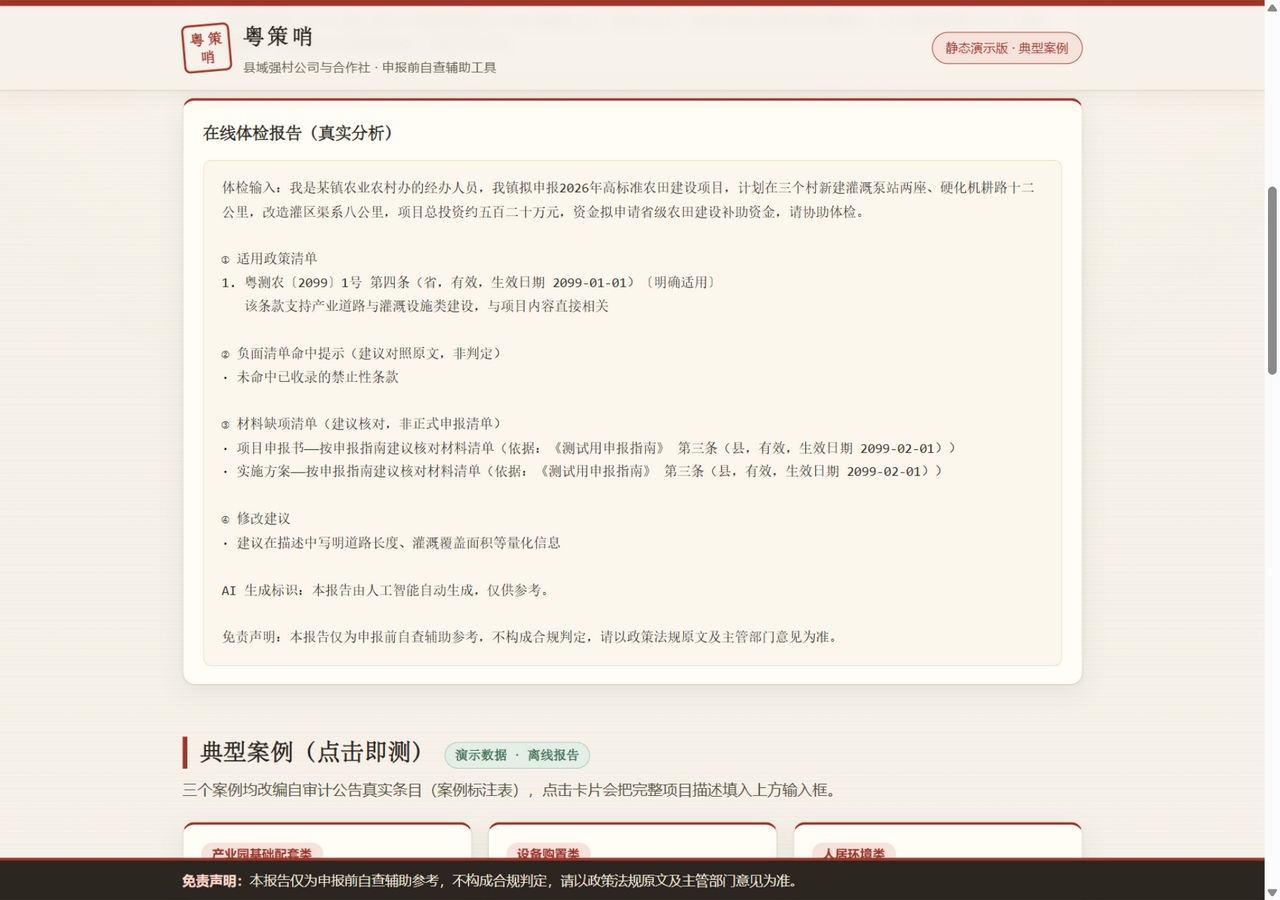 粤策
哨
粤策哨
县域强村公司与合作社 · 申报前自查辅助工具
静态演示版 · 典型案例
在线体检报告（真实分析）
体检输入：我是某镇农业农村办的经办人员，我镇拟申报2026年高标准农田建设项目，计划在三个村新建灌溉泵站两座、硬化机耕路十二
公里，改造灌区渠系八公里，项目总投资约五百二十万元，资金拟申请省级农田建设补助资金，请协助体检。
① 适用政策清单
1. 粤测农〔2099〕1号 第四条（省，有效，生效日期 2099-01-01）〔明确适用〕
该条款支持产业道路与灌溉设施类建设，与项目内容直接相关
② 负面清单命中提示（建议对照原文，非判定）
· 未命中已收录的禁止性条款
③ 材料缺项清单（建议核对，非正式申报清单）
· 项目申报书——按申报指南建议核对材料清单（依据：《测试用申报指南》 第三条（县，有效，生效日期 2099-02-01））
· 实施方案——按申报指南建议核对材料清单（依据：《测试用申报指南》 第三条（县，有效，生效日期 2099-02-01））
④ 修改建议
· 建议在描述中写明道路长度、灌溉覆盖面积等量化信息
AI 生成标识：本报告由人工智能自动生成，仅供参考。
免责声明：本报告仅为申报前自查辅助参考，不构成合规判定，请以政策法规原文及主管部门意见为准。
典型案例（点击即测）
演示数据 · 离线报告
三个案例均改编自审计公告真实条目（案例标注表），点击卡片会把完整项目描述填入上方输入框。
产业园基础配套类
设备购置类
人居环境类
免责声明：本报告仅为申报前自查辅助参考，不构成合规判定，请以政策法规原文及主管部门意见为准。